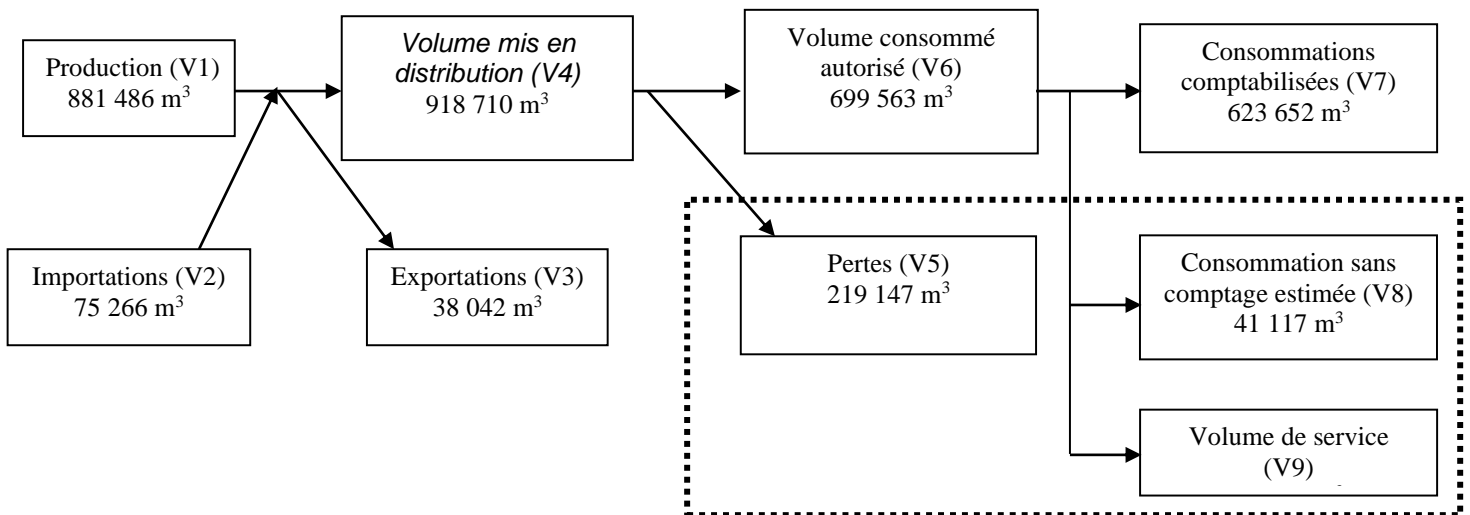 Production (V1)
881 486 m³
Volume mis en
distribution (V4)
918 710 m³
Volume consommé
autorisé (V6)
699 563 m³
Consommations
comptabilisées (V7)
623 652 m³
Importations (V2)
75 266 m³
Exportations (V3)
38 042 m³
Pertes (V5)
219 147 m³
Consommation sans
comptage estimée (V8)
41 117 m³
Volume de service
(V9)